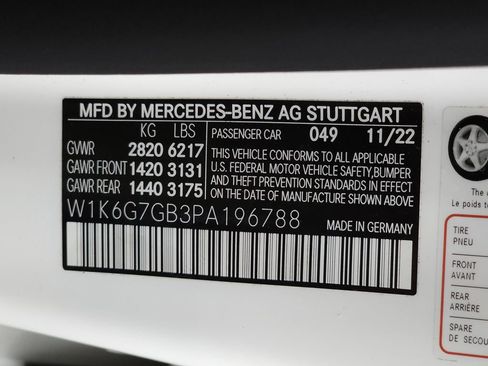 MFD BY MERCEDES-BENZ AG STUTTGART
KG LBS
GVWR 2820 6217
GAWR FRONT 1420 3131
GAWR REAR 1440 3175
PASSENGER CAR 049 11/22
THIS VEHICLE CONFORMS TO ALL APPLICABLE
U.S. FEDERAL MOTOR VEHICLE SAFETY,BUMPER
AND THEFT PREVENTION STANDARDS IN EFFECT
ON THE DATE OF MANUFACTURE SHOWN ABOVE.
W1K6G7GB3PA196788
The
Le poids
TIRE
PNEU
FRONT
AVANT
REAR
ARRIÈRE
SPARE
DE SECOU